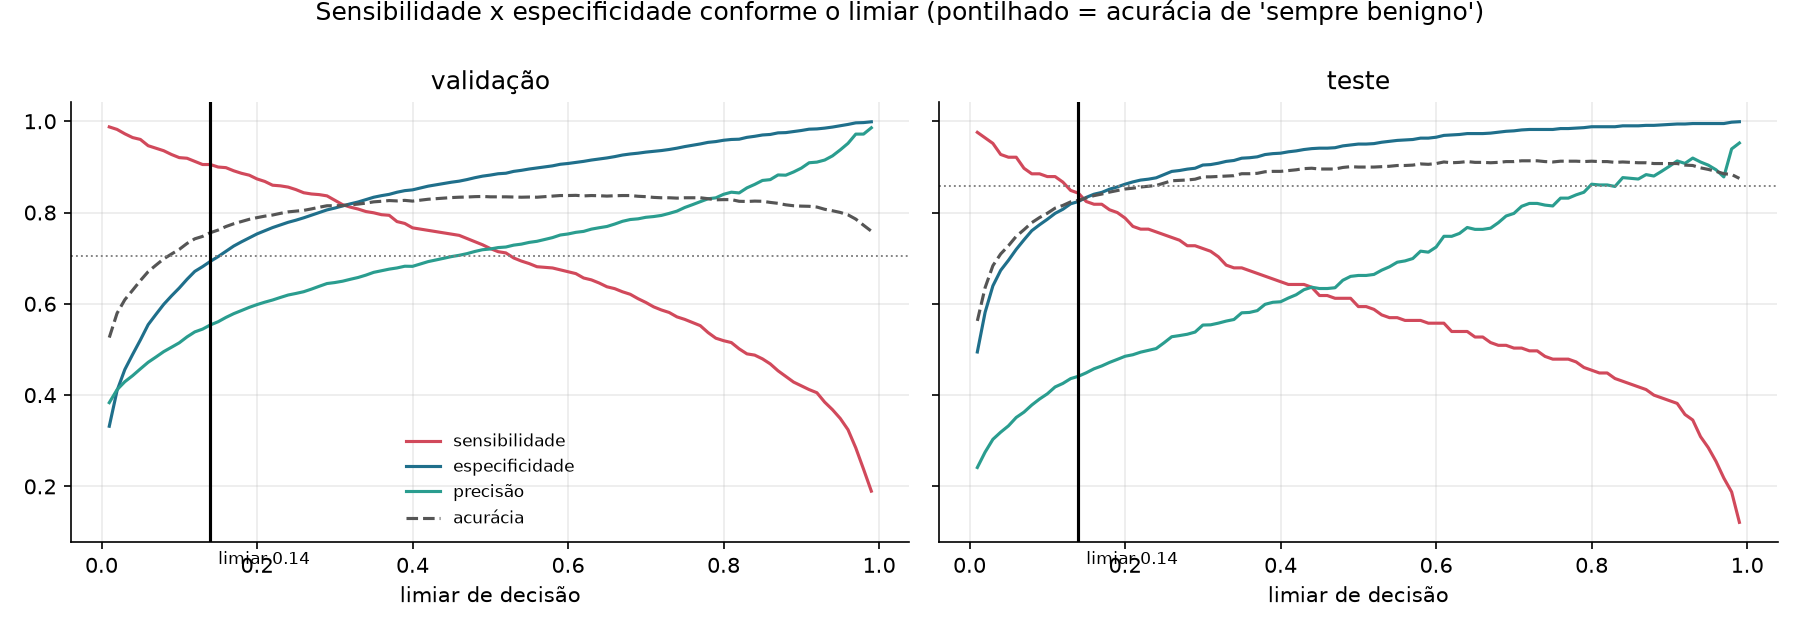 Sensibilidade x especificidade conforme o limiar (pontilhado = acurácia de 'sempre benigno')
validação
1.0
0.8
0.6
0.4
0.2
sensibilidade
especificidade
precisão
acurácia
limiar 0.14
0.0 0.2 0.4 0.6 0.8 1.0
limiar de decisão
teste
limiar 0.14
0.0 0.2 0.4 0.6 0.8 1.0
limiar de decisão